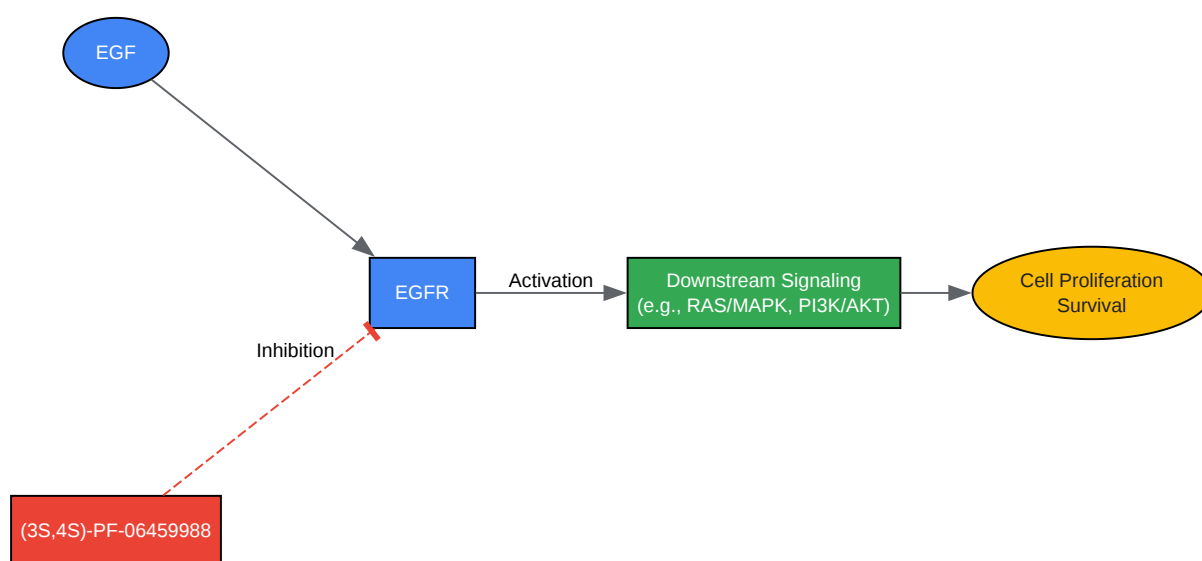 EGF
EGFR
Activation
Downstream Signaling
(e.g., RAS/MAPK, PI3K/AKT)
Cell Proliferation
Survival
Inhibition
(3S,4S)-PF-06459988